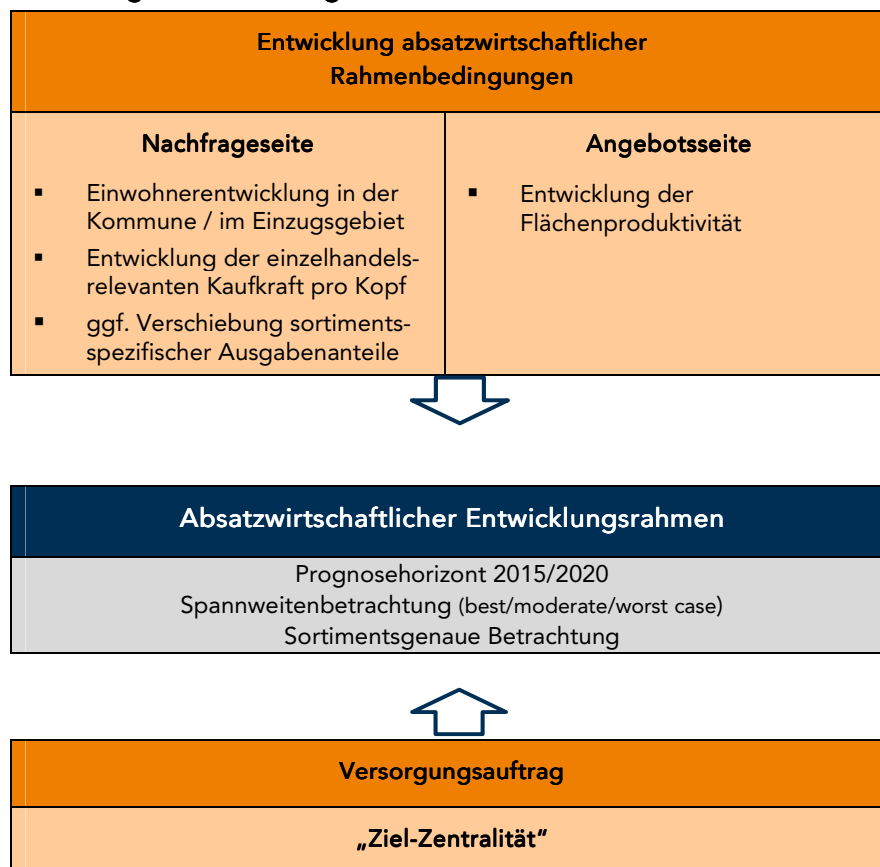 Entwicklung absatzwirtschaftlicher
Rahmenbedingungen
Nachfrageseite
Einwohnerentwicklung in der
Kommune / im Einzugsgebiet
Entwicklung der einzelhandels-
relevanten Kaufkraft pro Kopf
ggf. Verschiebung sortiments-
spezifischer Ausgabenanteile
Angebotsseite
Entwicklung der
Flächenproduktivität
Absatzwirtschaftlicher Entwicklungsrahmen
Prognosehorizont 2015/2020
Spannweitenbetrachtung (best/moderate/worst case)
Sortimentsgenaue Betrachtung
Versorgungsauftrag
„Ziel-Zentralität“